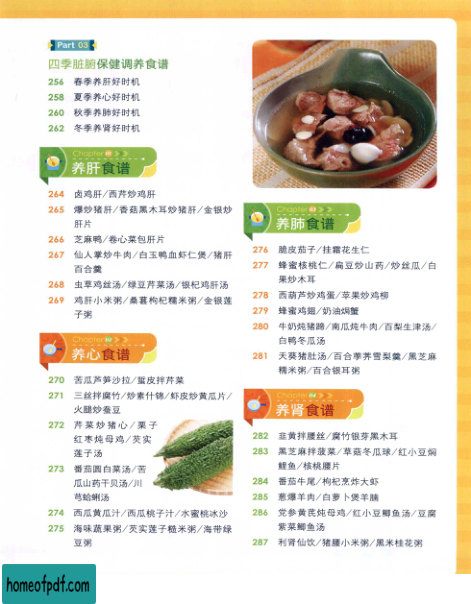 Part 03
四季脏腑保健调养食谱
256 春季养肝好时机
258 夏季养心好时机
260 秋季养肺好时机
262 冬季养肾好时机
Chapter 01
养肝食谱
264 卤鸡肝/西芹炒鸡肝
265 爆炒猪肝/香菇黑木耳炒猪肝/金银炒
肝片
266 芝麻鸭/卷心菜包肝片
267 仙人掌炒牛肉/白玉鸭血虾仁煲/猪肝
百合羹
268 虫草鸡丝汤/绿豆芹菜汤/银杞鸡肝汤
269 鸡肝小米粥/桑葚枸杞糯米粥/金银莲
子粥
Chapter 02
养心食谱
270 苦瓜芦笋沙拉/蛋皮拌芹菜
271 三丝拌腐竹/炒素什锦/虾皮炒黄瓜片/
火腿炒蚕豆
272 芹菜炒猪心/栗子
红枣炖母鸡/芡实
莲子汤
273 番茄圆白菜汤/苦
瓜山药干贝汤/川
芎蛤蜊汤
274 西瓜黄瓜汁/西瓜桃子汁/水蜜桃冰沙
275 海味蔬果粥/芡实莲子糙米粥/海带绿
豆粥
Chapter 03
养肺食谱
276 脆皮茄子/挂霜花生仁
277 蜂蜜核桃仁/扁豆炒山药/炒丝瓜/白
果炒木耳
278 西葫芦炒鸡蛋/苹果炒鸡柳
279 蜂蜜鸡翅/奶油焗蟹
280 牛奶炖猪蹄/南瓜炖牛肉/百梨生津汤/
白鸭冬瓜汤
281 天葵猪肚汤/百合荸荠雪梨羹/黑芝麻
糯米粥/百合银耳粥
Chapter 04
养肾食谱
282 韭黄拌腰丝/腐竹银芽黑木耳
283 黑芝麻拌菠菜/草菇冬瓜球/红小豆焖
鲤鱼/核桃腰片
284 番茄牛尾/枸杞烹炸大虾
285 葱爆羊肉/白萝卜煲羊腩
286 党参黄芪炖母鸡/红小豆鲫鱼汤/豆腐
紫菜鲫鱼汤
287 利肾仙饮/猪腰小米粥/黑米桂花粥
homeofpdf.com